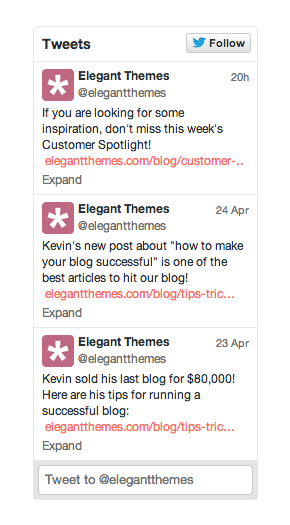 Tweets
Follow
Elegant Themes 20h
@elegantthemes
If you are looking for some
inspiration, don't miss this week's
Customer Spotlight!
elegantthemes.com/blog/customer-…
Expand
Elegant Themes 24 Apr
@elegantthemes
Kevin's new post about "how to make
your blog successful" is one of the
best articles to hit our blog!
elegantthemes.com/blog/tips-tric…
Expand
Elegant Themes 23 Apr
@elegantthemes
Kevin sold his last blog for $80,000!
Here are his tips for running a
successful blog:
elegantthemes.com/blog/tips-tric…
Expand
Tweet to @elegantthemes